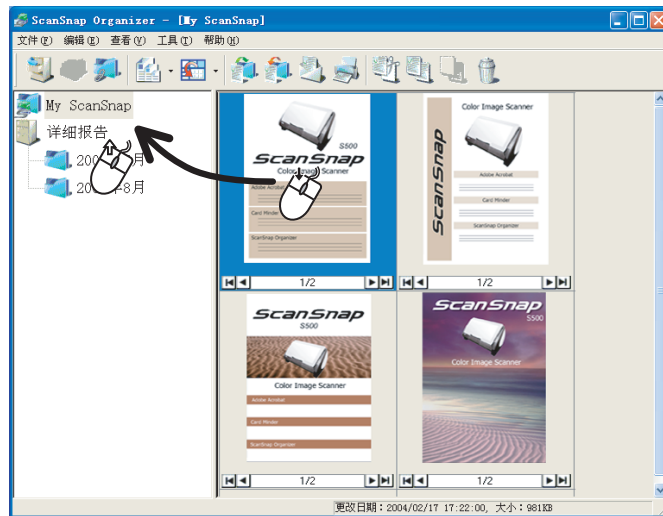 ScanSnap Organizer - [My ScanSnap]
文件(F) 编辑(E) 查看(V) 工具(T) 帮助(H)
My ScanSnap
详细报告
月
8月
S500
ScanSnap
Color Image Scanner
Adobe Acrobat
Card Minder
ScanSnap Organizer
1/2
Color Image Scanner
ScanSnap
Adobe Acrobat
Card Minder
ScanSnap Organizer
1/2
ScanSnap
S500
Color Image Scanner
Adobe Acrobat
Card Minder
ScanSnap Organizer
1/2
ScanSnap
S500
Color Image Scanner
1/2
更改日期：2004/02/17 17:22:00, 大小：981KB